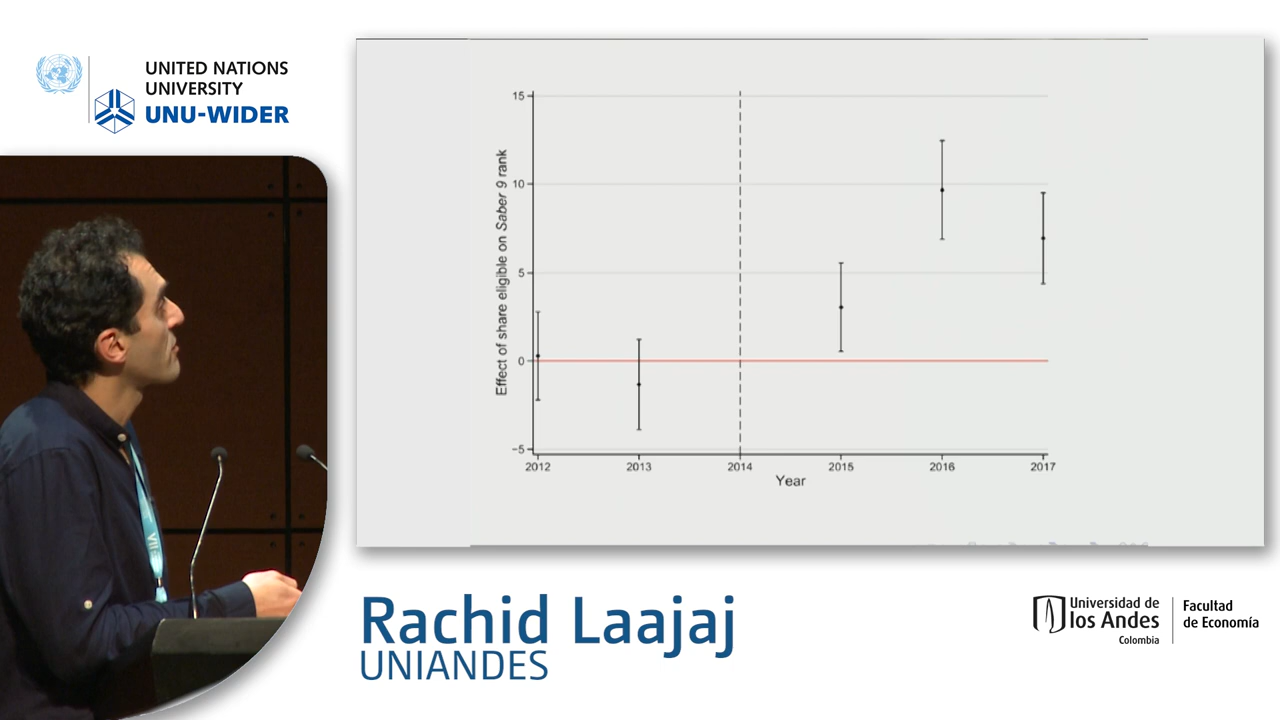 UNITED NATIONS
UNIVERSITY
UNU-WIDER
15
10
5
0
−5
Effect of share eligible on Saber 9 rank
2012
2013
2014
2015
2016
2017
Year
Rachid Laajaj
UNIANDES
Universidad de
los Andes
Colombia
Facultad
de Economía